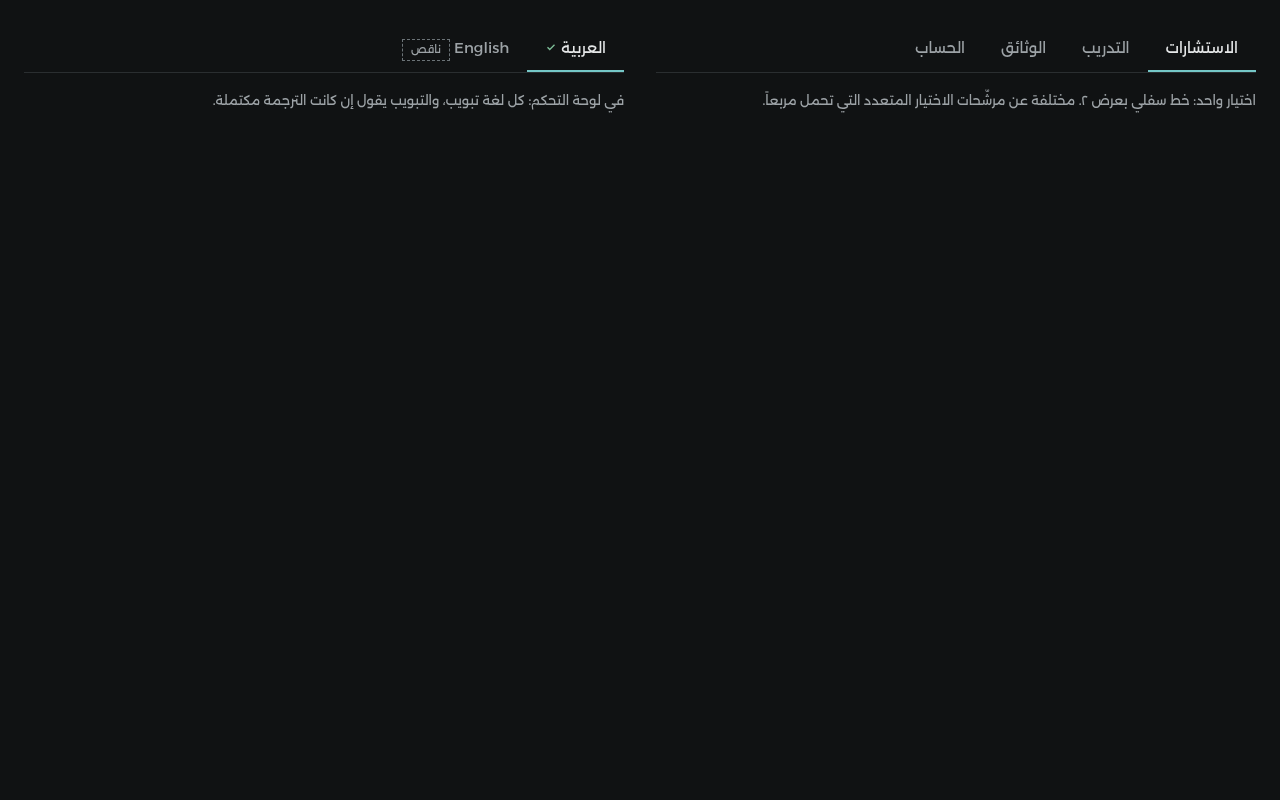 الاستشارات التدريب الوثائق الحساب
اختيار واحد: خط سفلي بعرض ٢. مختلفة عن مرشّحات الاختيار المتعدد التي تحمل مربعاً.
العربية ✓ English ناقص
في لوحة التحكم: كل لغة تبويب، والتبويب يقول إن كانت الترجمة مكتملة.